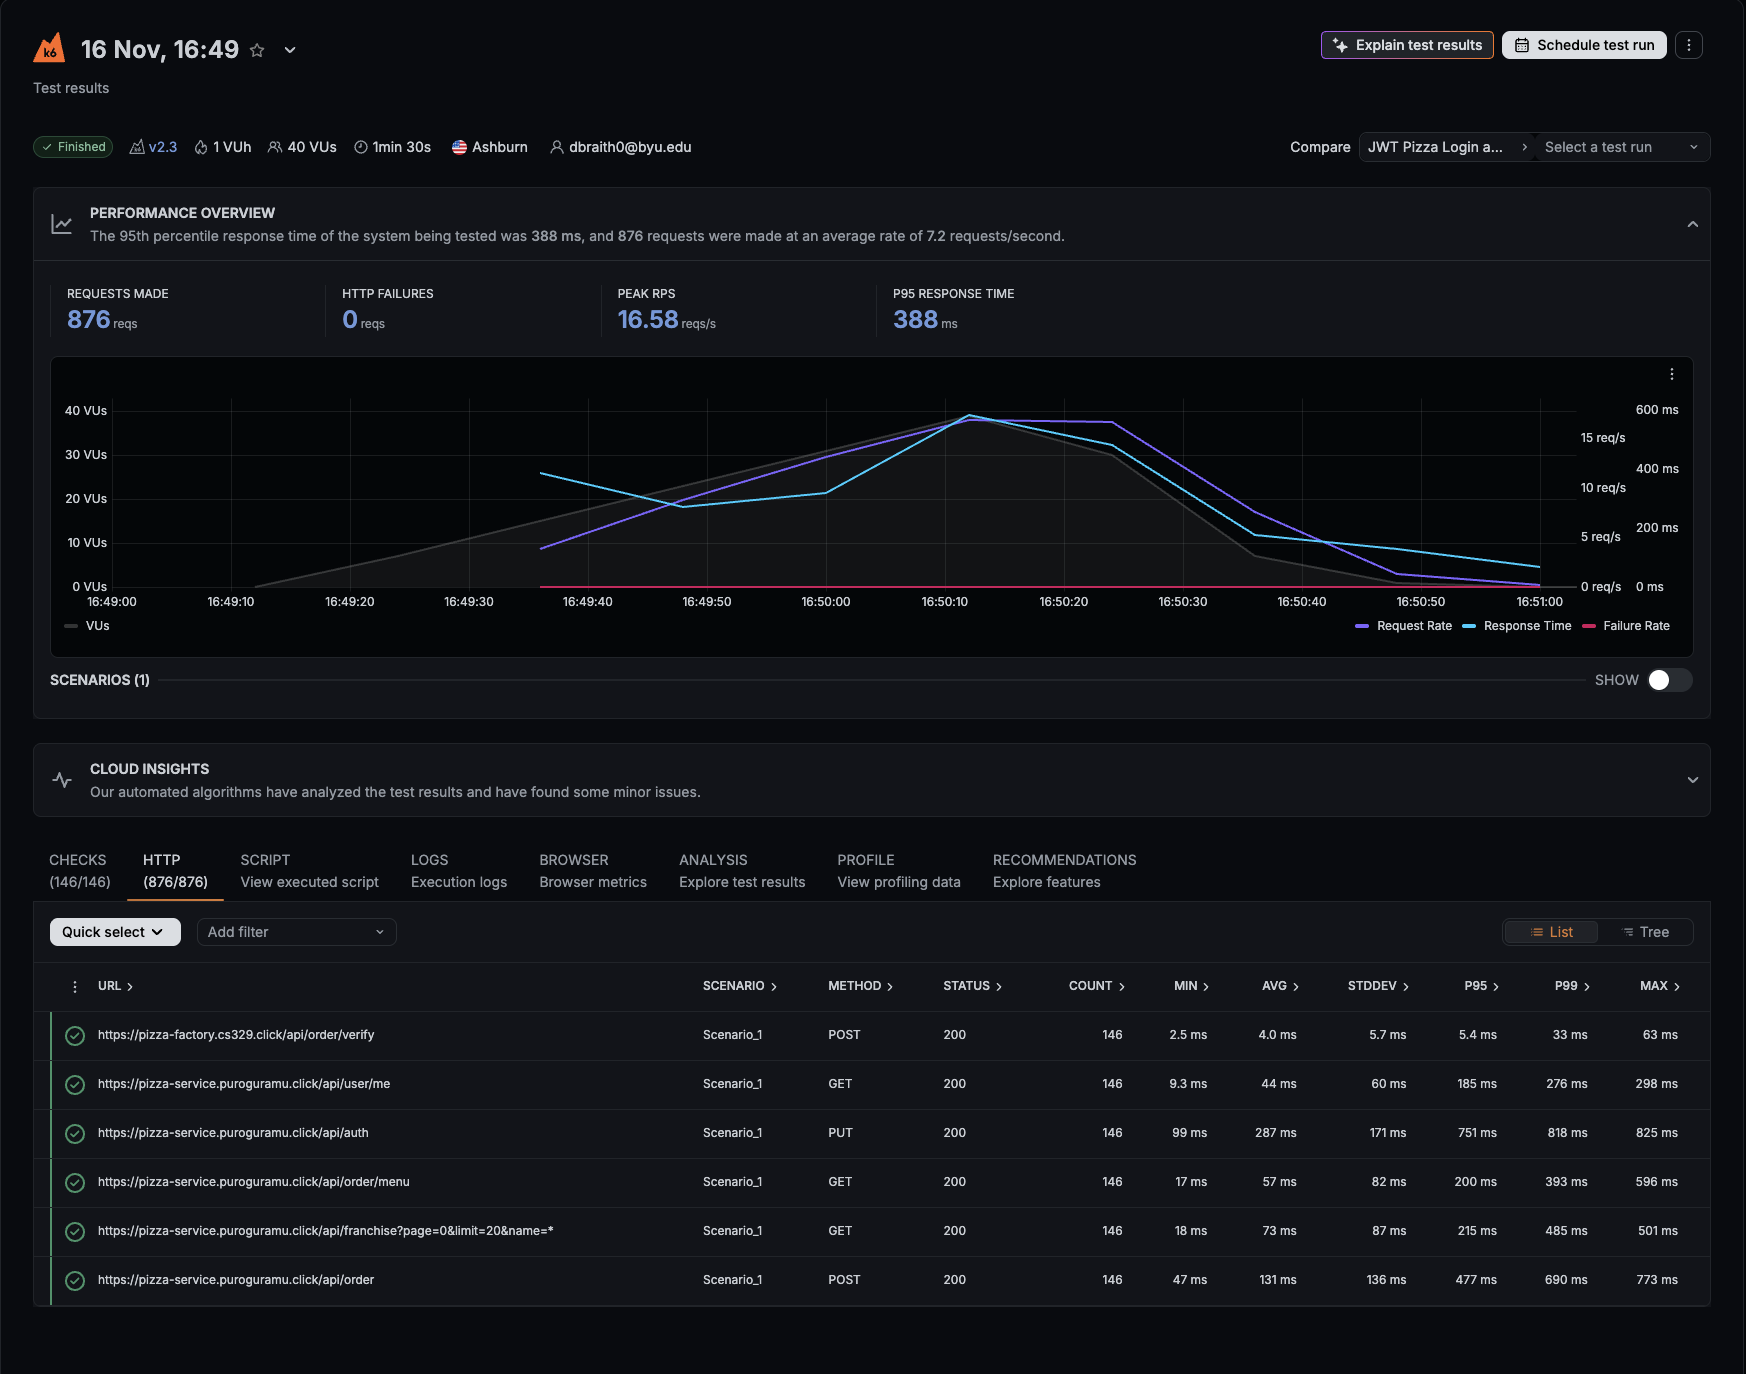 k6
16 Nov, 16:49
Explain test results
Schedule test run
Test results
Finished
v2.3
1 VUh
40 VUs
1min 30s
Ashburn
dbraith0@byu.edu
Compare
JWT Pizza Login a...
Select a test run
PERFORMANCE OVERVIEW
The 95th percentile response time of the system being tested was 388 ms, and 876 requests were made at an average rate of 7.2 requests/second.
REQUESTS MADE
876 reqs
HTTP FAILURES
0 reqs
PEAK RPS
16.58 reqs/s
P95 RESPONSE TIME
388 ms
40 VUs
30 VUs
20 VUs
10 VUs
0 VUs
600 ms
15 req/s
400 ms
10 req/s
200 ms
5 req/s
0 req/s 0 ms
16:49:00 16:49:10 16:49:20 16:49:30 16:49:40 16:49:50 16:50:00 16:50:10 16:50:20 16:50:30 16:50:40 16:50:50 16:51:00
VUs
Request Rate Response Time Failure Rate
SCENARIOS (1)
SHOW
CLOUD INSIGHTS
Our automated algorithms have analyzed the test results and have found some minor issues.
CHECKS
(146/146)
HTTP
(876/876)
SCRIPT
View executed script
LOGS
Execution logs
BROWSER
Browser metrics
ANALYSIS
Explore test results
PROFILE
View profiling data
RECOMMENDATIONS
Explore features
Quick select
Add filter
List
Tree
URL SCENARIO METHOD STATUS COUNT MIN AVG STDDEV P95 P99 MAX
https://pizza-factory.cs329.click/api/order/verify Scenario_1 POST 200 146 2.5 ms 4.0 ms 5.7 ms 5.4 ms 33 ms 63 ms
https://pizza-service.puroguramu.click/api/user/me Scenario_1 GET 200 146 9.3 ms 44 ms 60 ms 185 ms 276 ms 298 ms
https://pizza-service.puroguramu.click/api/auth Scenario_1 PUT 200 146 99 ms 287 ms 171 ms 751 ms 818 ms 825 ms
https://pizza-service.puroguramu.click/api/order/menu Scenario_1 GET 200 146 17 ms 57 ms 82 ms 200 ms 393 ms 596 ms
https://pizza-service.puroguramu.click/api/franchise?page=0&limit=20&name=* Scenario_1 GET 200 146 18 ms 73 ms 87 ms 215 ms 485 ms 501 ms
https://pizza-service.puroguramu.click/api/order Scenario_1 POST 200 146 47 ms 131 ms 136 ms 477 ms 690 ms 773 ms